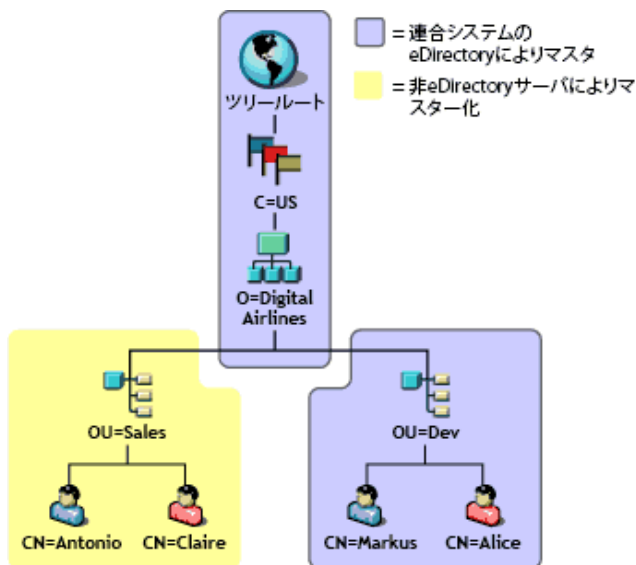 ツリールート
C=US
O=Digital
Airlines
= 連合システムの
eDirectoryによりマスタ
= 非eDirectoryサーバによりマ
スター化
OU=Sales
OU=Dev
CN=Antonio
CN=Claire
CN=Markus
CN=Alice